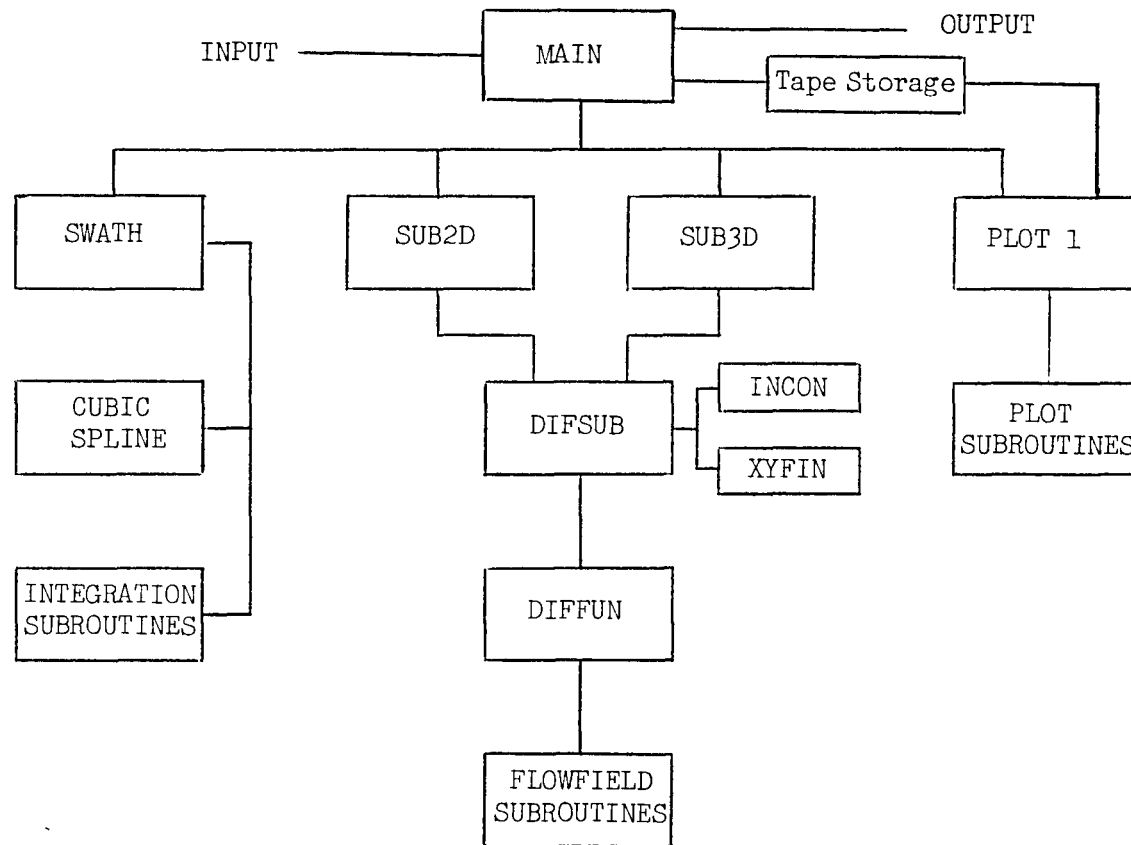 INPUT
MAIN
OUTPUT
Tape Storage
SWATH
SUB2D
SUB3D
PLOT 1
CUBIC
SPLINE
DIFSUB
INCON
XYFIN
PLOT
SUBROUTINES
INTEGRATION
SUBROUTINES
DIFFUN
FLOWFIELD
SUBROUTINES